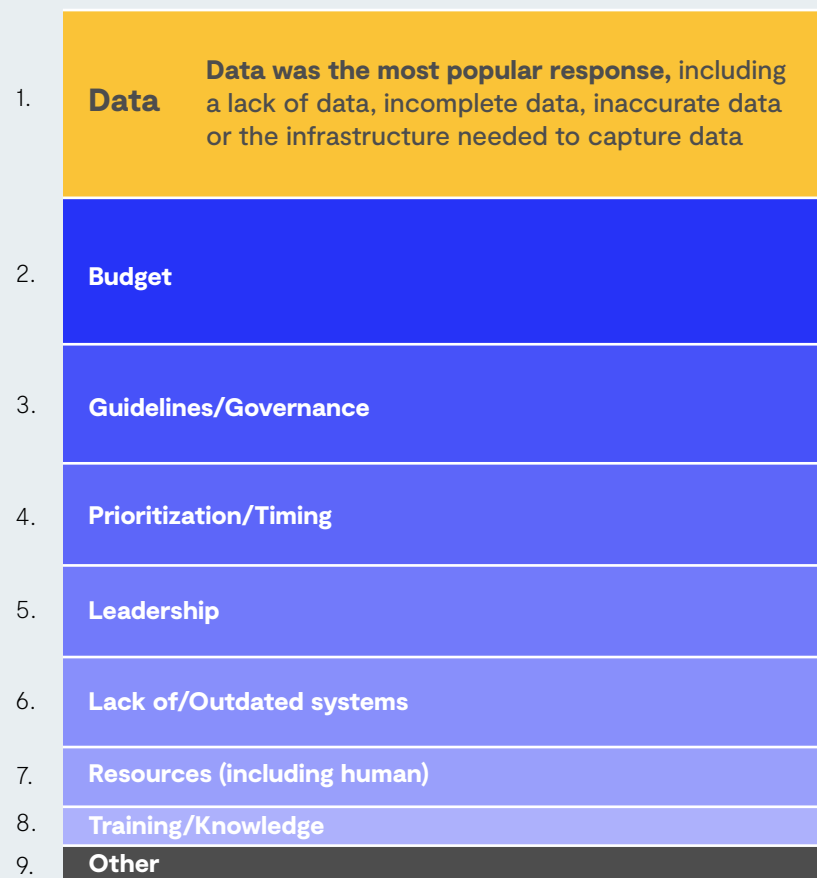 1.
Data
Data was the most popular response, including
a lack of data, incomplete data, inaccurate data
or the infrastructure needed to capture data
2.
Budget
3.
Guidelines/Governance
4.
Prioritization/Timing
5.
Leadership
6.
Lack of/Outdated systems
7.
Resources (including human)
8.
Training/Knowledge
9.
Other